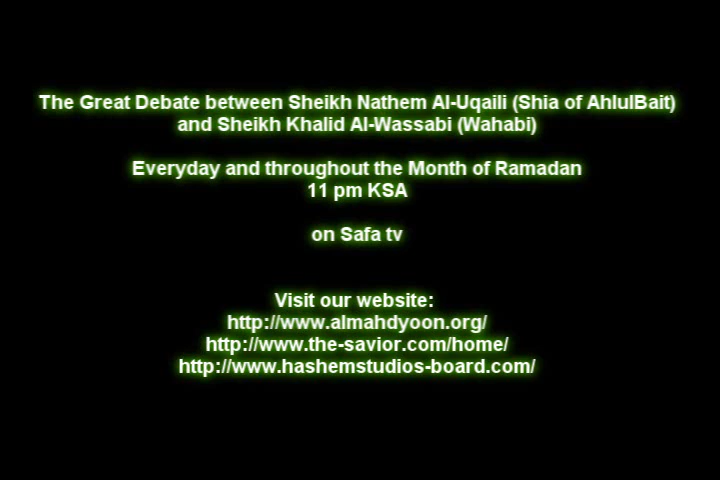 The Great Debate between Sheikh Nathem Al-Uqaili (Shia of AhlulBait)
and Sheikh Khalid Al-Wassabi (Wahabi)
Everyday and throughout the Month of Ramadan
11 pm KSA
on Safa tv
Visit our website:
http://www.almahdyoon.org/
http://www.the-savior.com/home/
http://www.hashemstudios-board.com/